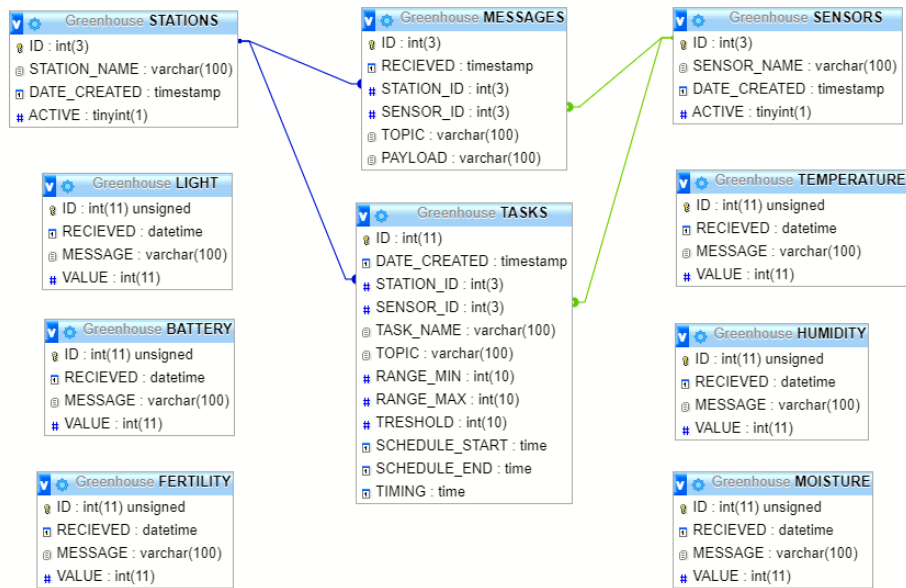 Greenhouse STATIONS
ID : int(3)
STATION_NAME : varchar(100)
DATE_CREATED : timestamp
ACTIVE : tinyint(1)
Greenhouse MESSAGES
ID : int(3)
RECIEVED : timestamp
STATION_ID : int(3)
SENSOR_ID : int(3)
TOPIC : varchar(100)
PAYLOAD : varchar(100)
Greenhouse SENSORS
ID : int(3)
SENSOR_NAME : varchar(100)
DATE_CREATED : timestamp
ACTIVE : tinyint(1)
Greenhouse LIGHT
ID : int(11) unsigned
RECIEVED : datetime
MESSAGE : varchar(100)
VALUE : int(11)
Greenhouse TASKS
ID : int(11)
DATE_CREATED : timestamp
STATION_ID : int(3)
SENSOR_ID : int(3)
TASK_NAME : varchar(100)
TOPIC : varchar(100)
RANGE_MIN : int(10)
RANGE_MAX : int(10)
TRESHOLD : int(10)
SCHEDULE_START : time
SCHEDULE_END : time
TIMING : time
Greenhouse TEMPERATURE
ID : int(11) unsigned
RECIEVED : datetime
MESSAGE : varchar(100)
VALUE : int(11)
Greenhouse BATTERY
ID : int(11) unsigned
RECIEVED : datetime
MESSAGE : varchar(100)
VALUE : int(11)
Greenhouse HUMIDITY
ID : int(11) unsigned
RECIEVED : datetime
MESSAGE : varchar(100)
VALUE : int(11)
Greenhouse FERTILITY
ID : int(11) unsigned
RECIEVED : datetime
MESSAGE : varchar(100)
VALUE : int(11)
Greenhouse MOISTURE
ID : int(11) unsigned
RECIEVED : datetime
MESSAGE : varchar(100)
VALUE : int(11)